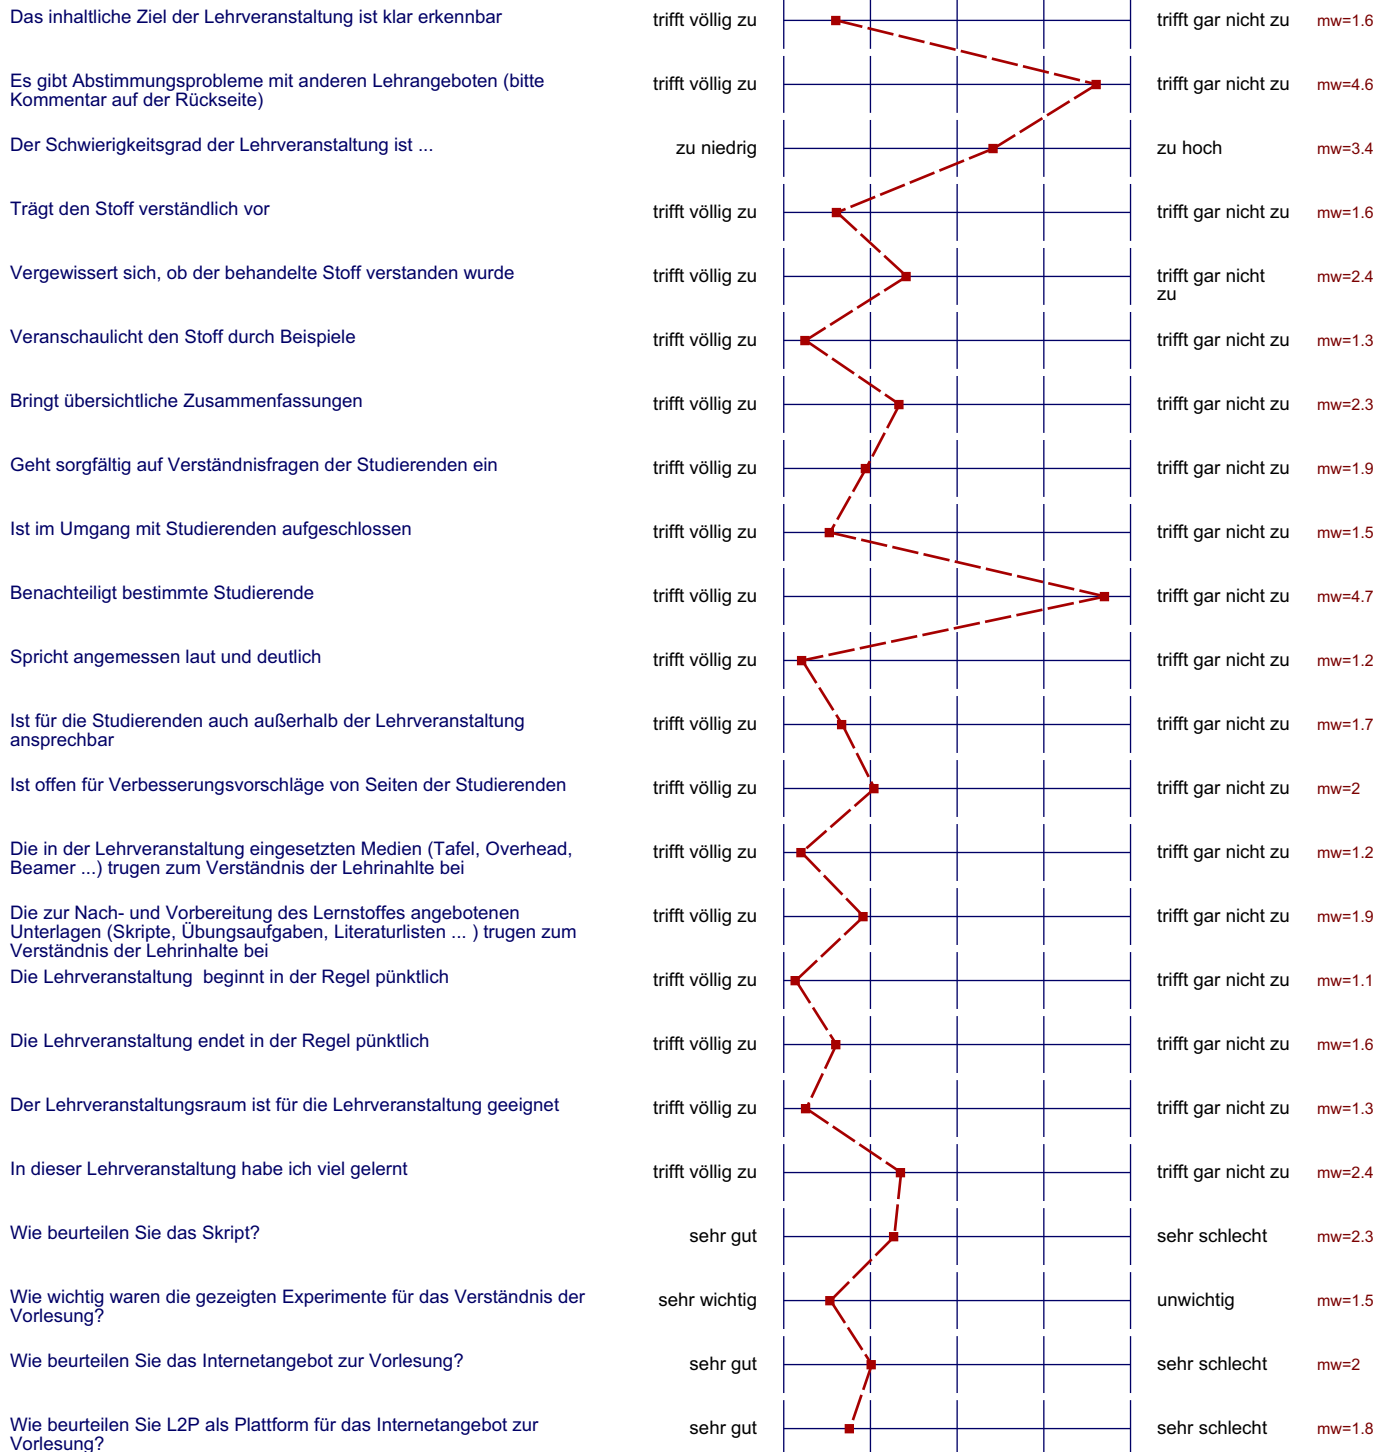 Das inhaltliche Ziel der Lehrveranstaltung ist klar erkennbar trifft völlig zu trifft gar nicht zu mw=1.6
Es gibt Abstimmungsprobleme mit anderen Lehrangeboten (bitte
Kommentar auf der Rückseite) trifft völlig zu trifft gar nicht zu mw=4.6
Der Schwierigkeitsgrad der Lehrveranstaltung ist ... zu niedrig zu hoch mw=3.4
Trägt den Stoff verständlich vor trifft völlig zu trifft gar nicht zu mw=1.6
Vergewissert sich, ob der behandelte Stoff verstanden wurde trifft völlig zu trifft gar nicht
zu mw=2.4
Veranschaulicht den Stoff durch Beispiele trifft völlig zu trifft gar nicht zu mw=1.3
Bringt übersichtliche Zusammenfassungen trifft völlig zu trifft gar nicht zu mw=2.3
Geht sorgfältig auf Verständnisfragen der Studierenden ein trifft völlig zu trifft gar nicht zu mw=1.9
Ist im Umgang mit Studierenden aufgeschlossen trifft völlig zu trifft gar nicht zu mw=1.5
Benachteiligt bestimmte Studierende trifft völlig zu trifft gar nicht zu mw=4.7
Spricht angemessen laut und deutlich trifft völlig zu trifft gar nicht zu mw=1.2
Ist für die Studierenden auch außerhalb der Lehrveranstaltung
ansprechbar trifft völlig zu trifft gar nicht zu mw=1.7
Ist offen für Verbesserungsvorschläge von Seiten der Studierenden trifft völlig zu trifft gar nicht zu mw=2
Die in der Lehrveranstaltung eingesetzten Medien (Tafel, Overhead,
Beamer ...) trugen zum Verständnis der Lehrinahlte bei trifft völlig zu trifft gar nicht zu mw=1.2
Die zur Nach- und Vorbereitung des Lernstoffes angebotenen
Unterlagen (Skripte, Übungsaufgaben, Literaturlisten ... ) trugen zum
Verständnis der Lehrinhalte bei trifft völlig zu trifft gar nicht zu mw=1.9
Die Lehrveranstaltung  beginnt in der Regel pünktlich trifft völlig zu trifft gar nicht zu mw=1.1
Die Lehrveranstaltung endet in der Regel pünktlich trifft völlig zu trifft gar nicht zu mw=1.6
Der Lehrveranstaltungsraum ist für die Lehrveranstaltung geeignet trifft völlig zu trifft gar nicht zu mw=1.3
In dieser Lehrveranstaltung habe ich viel gelernt trifft völlig zu trifft gar nicht zu mw=2.4
Wie beurteilen Sie das Skript? sehr gut sehr schlecht mw=2.3
Wie wichtig waren die gezeigten Experimente für das Verständnis der
Vorlesung? sehr wichtig unwichtig mw=1.5
Wie beurteilen Sie das Internetangebot zur Vorlesung? sehr gut sehr schlecht mw=2
Wie beurteilen Sie L2P als Plattform für das Internetangebot zur
Vorlesung? sehr gut sehr schlecht mw=1.8